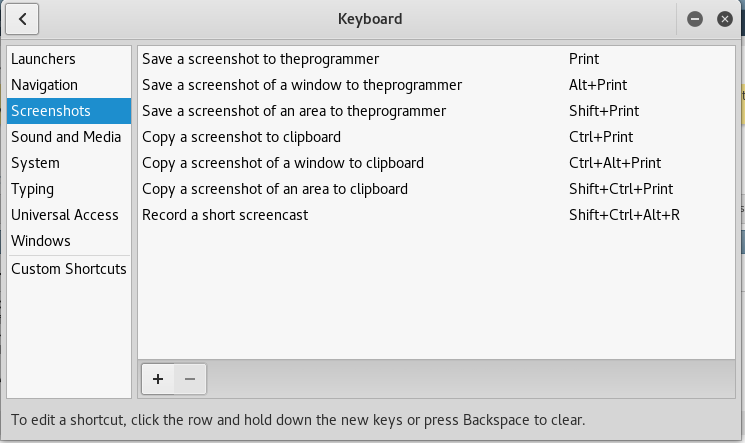 Keyboard
Launchers
Navigation
Screenshots
Sound and Media
System
Typing
Universal Access
Windows
Custom Shortcuts
Save a screenshot to theprogrammer Print
Save a screenshot of a window to theprogrammer Alt+Print
Save a screenshot of an area to theprogrammer Shift+Print
Copy a screenshot to clipboard Ctrl+Print
Copy a screenshot of a window to clipboard Ctrl+Alt+Print
Copy a screenshot of an area to clipboard Shift+Ctrl+Print
Record a short screencast Shift+Ctrl+Alt+R
To edit a shortcut, click the row and hold down the new keys or press Backspace to clear.